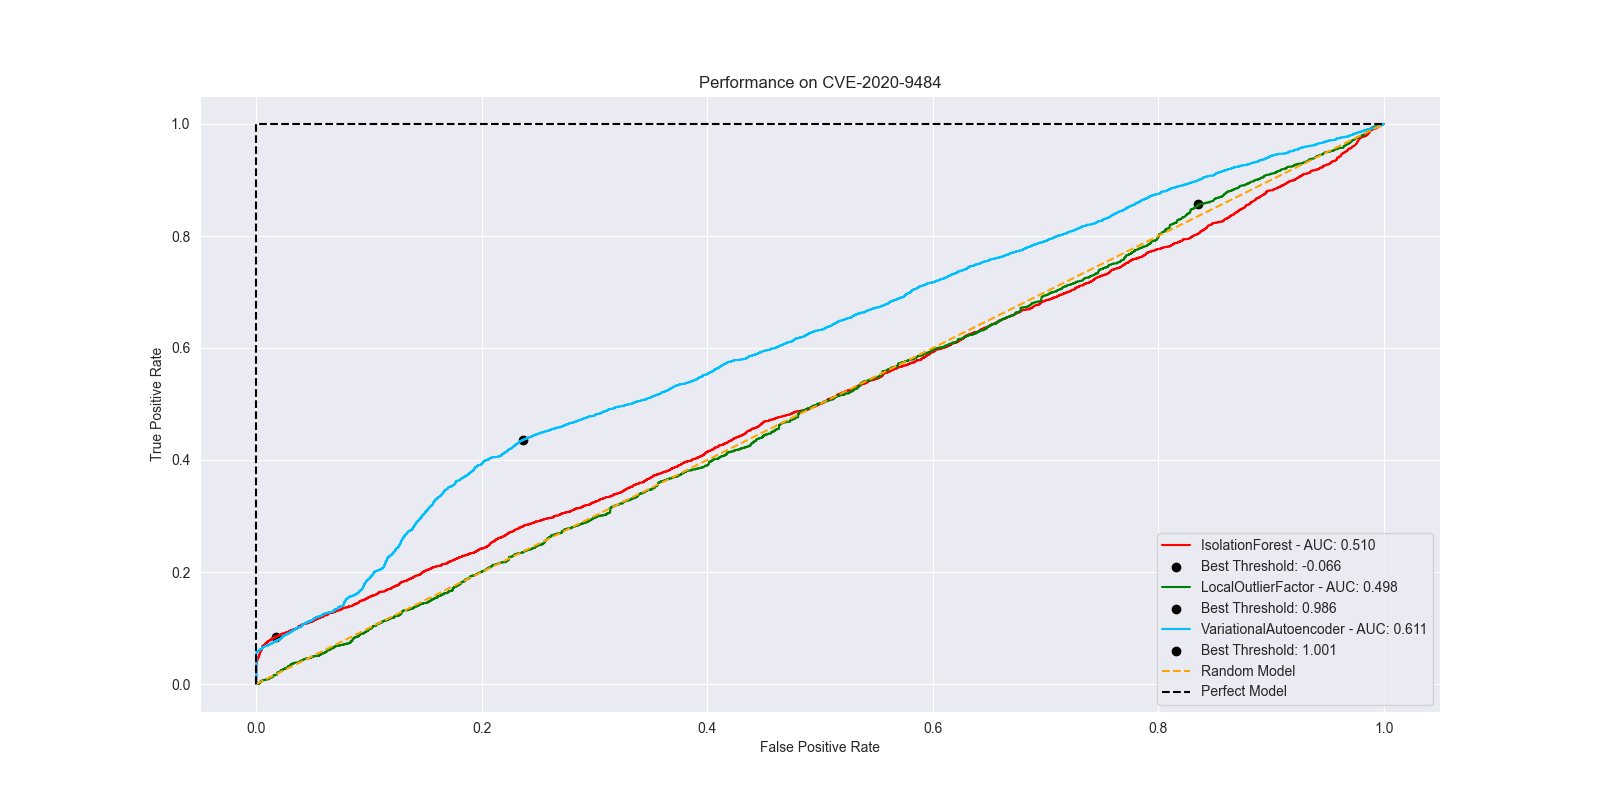 Performance on CVE-2020-9484
True Positive Rate
1.0
0.8
0.6
0.4
0.2
0.0
0.0 0.2 0.4 0.6 0.8 1.0
False Positive Rate
IsolationForest - AUC: 0.510
Best Threshold: -0.066
LocalOutlierFactor - AUC: 0.498
Best Threshold: 0.986
VariationalAutoencoder - AUC: 0.611
Best Threshold: 1.001
Random Model
Perfect Model